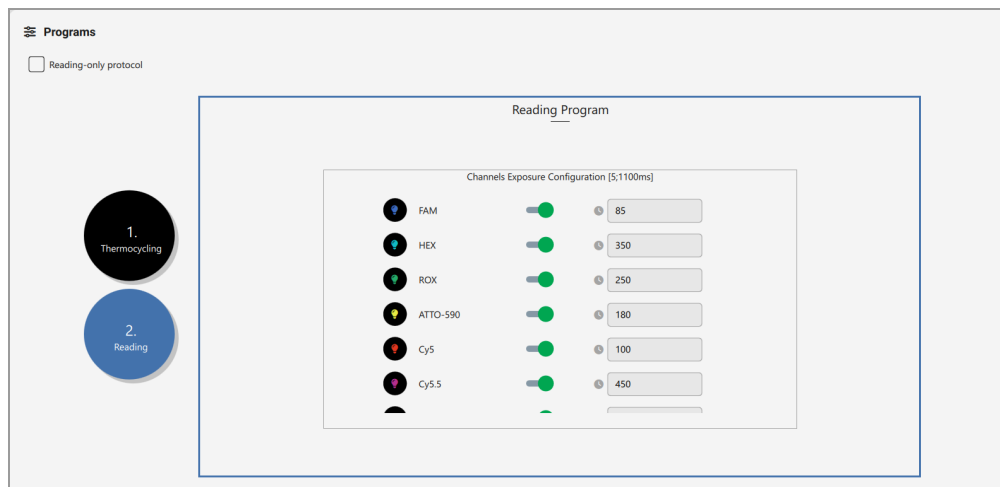 Programs
Reading-only protocol
Reading Program
Channels Exposure Configuration [5;1100ms]
FAM 85
HEX 350
ROX 250
ATTO-590 180
Cy5 100
Cy5.5 450
1.
Thermocycling
2.
Reading